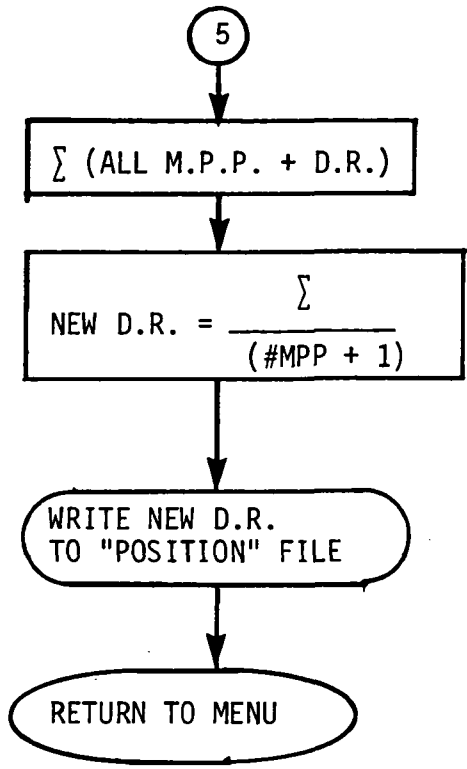 5
∑ (ALL M.P.P. + D.R.)
∑
NEW D.R. =
(#MPP + 1)
WRITE NEW D.R.
TO "POSITION" FILE
RETURN TO MENU